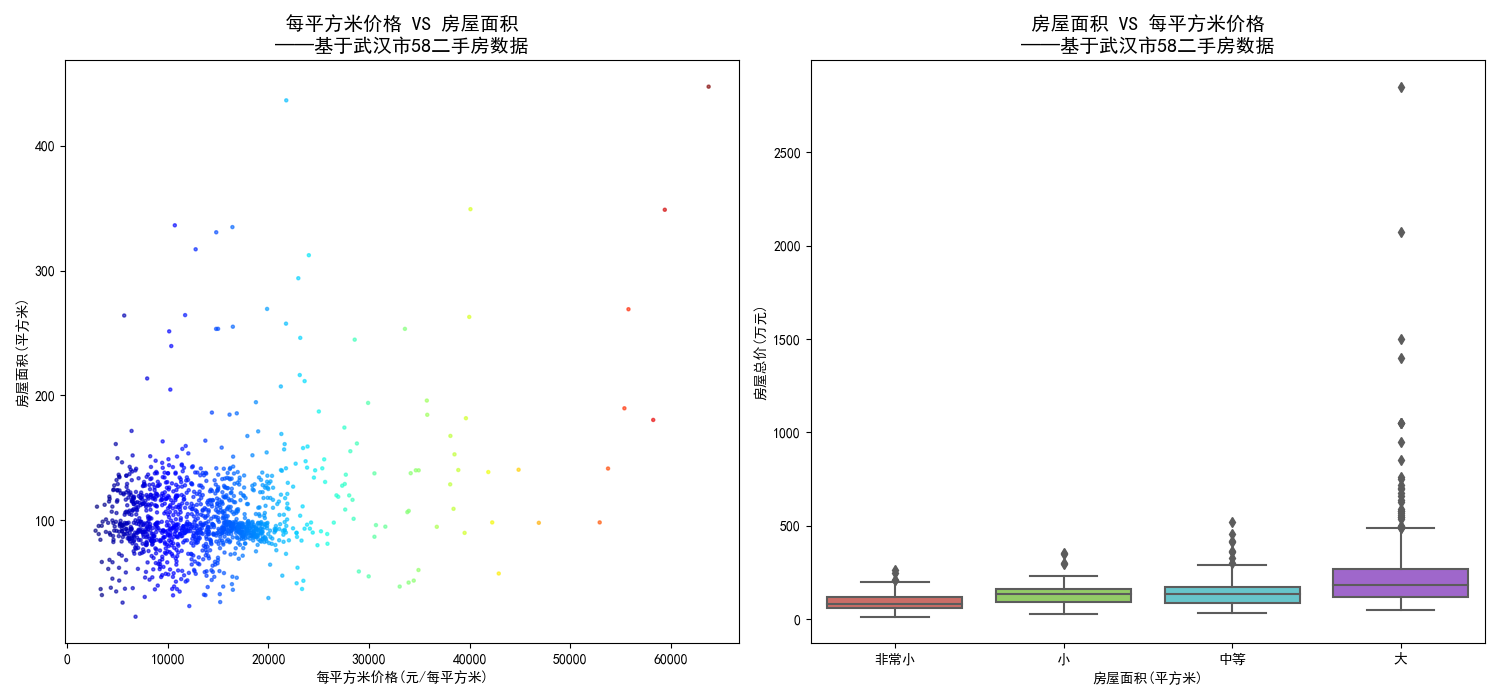 每平方米价格 VS 房屋面积
——基于武汉市58二手房数据
房屋面积(平方米)
400
300
200
100
0
10000
20000
30000
40000
50000
60000
每平方米价格(元/每平方米)
房屋面积 VS 每平方米价格
——基于武汉市58二手房数据
房屋总价(万元)
2500
2000
1500
1000
500
0
非常小
小
中等
大
房屋面积(平方米)